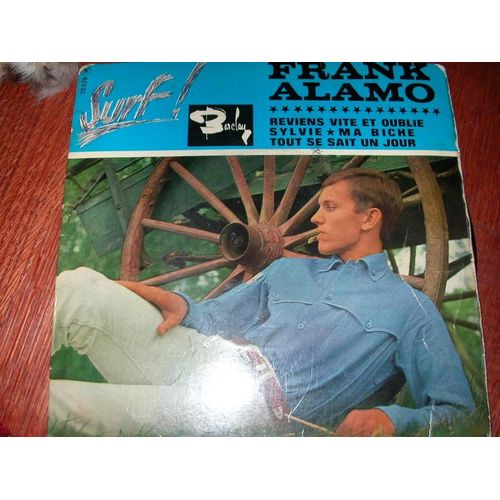 Surf!
Barclay
FRANK
ALAMO
REVIENS VITE ET OUBLIE
SYLVIE ★ MA BICHE
TOUT SE SAIT UN JOUR